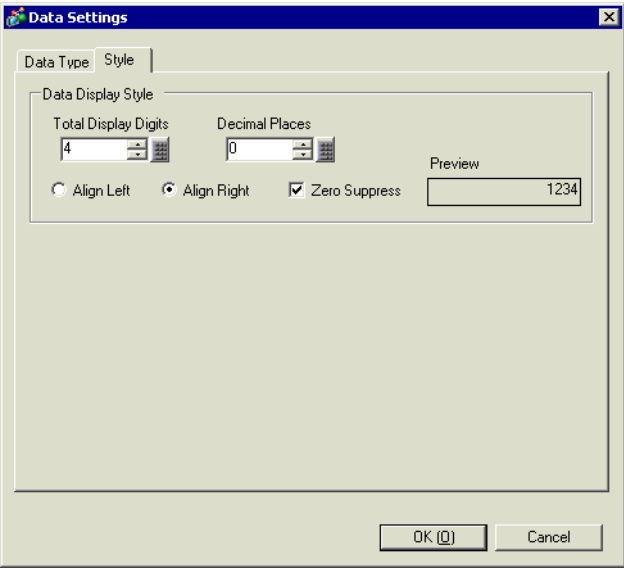 Data Settings
Data Type Style
Data Display Style
Total Display Digits Decimal Places
4 0
Preview
Align Left Align Right Zero Suppress 1234
OK (O) Cancel